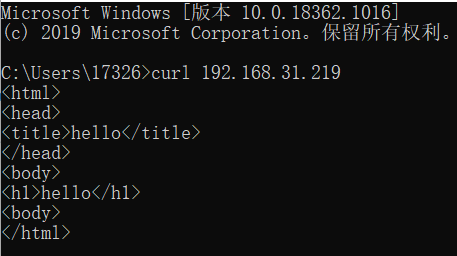 Microsoft Windows [版本 10.0.18362.1016]
(c) 2019 Microsoft Corporation。保留所有权利。
C:\Users\17326>curl 192.168.31.219
<html>
<head>
<title>hello</title>
</head>
<body>
<h1>hello</h1>
<body>
</html>